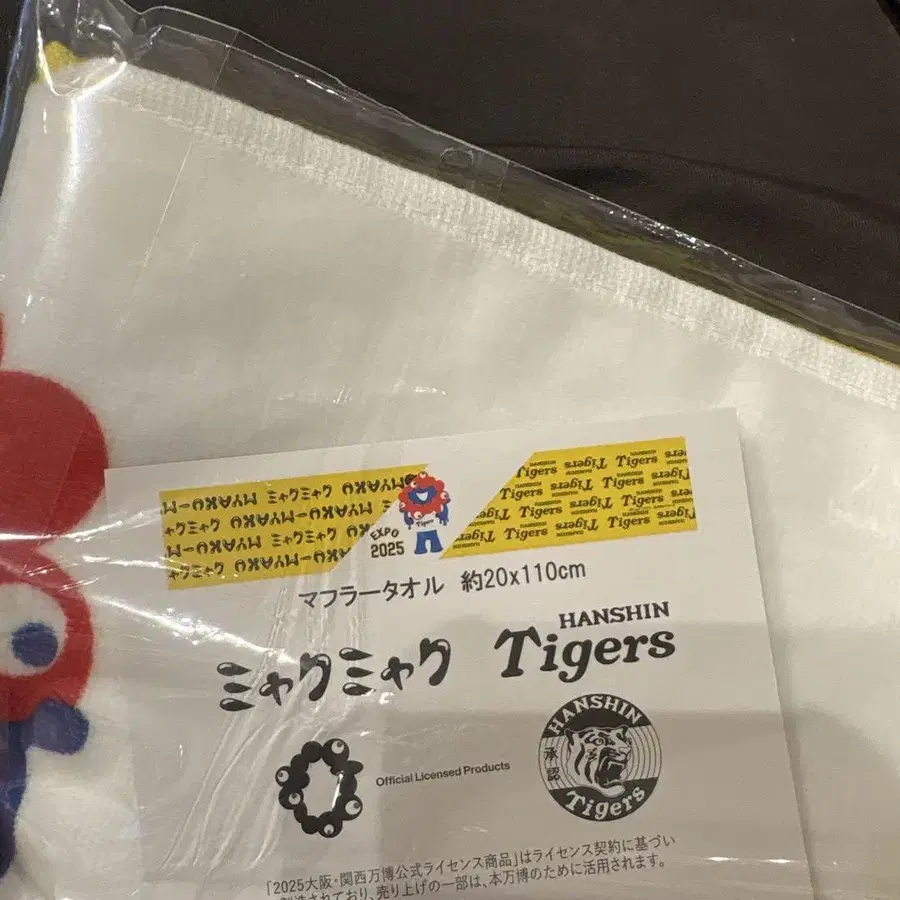 ミャクミャク MYAKU-MYAKU
EXPO
2025
Tigers
HANSHIN
Tigers
マフラータオル 約20x110cm
ミャクミャク
HANSHIN
Tigers
Official Licensed Products
HANSHIN
承認
Tigers
「2025大阪・関西万博公式ライセンス商品」はライセンス契約に基づい
製造されており、売り上げの一部は、本万博のために活用されます。